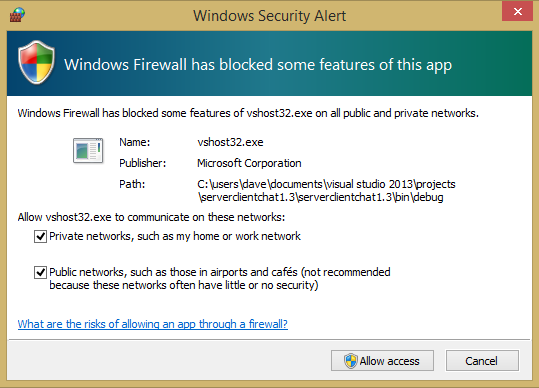 Windows Security Alert
Windows Firewall has blocked some features of this app
Windows Firewall has blocked some features of vshost32.exe on all public and private networks.
Name: vshost32.exe
Publisher: Microsoft Corporation
Path: C:\users\dave\documents\visual studio 2013\projects
\serverclientchat1.3\serverclientchat1.3\bin\debug
Allow vshost32.exe to communicate on these networks:
Private networks, such as my home or work network
Public networks, such as those in airports and cafés (not recommended
because these networks often have little or no security)
What are the risks of allowing an app through a firewall?
Allow access Cancel